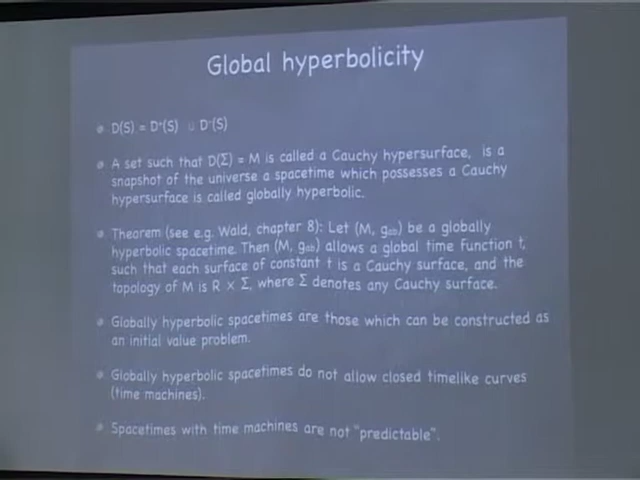 Global hyperbolicity
D(S) = D⁺(S) ∪ D⁻(S)
A set such that D(Σ) = M is called a Cauchy hypersurface, is a
snapshot of the universe a spacetime which possesses a Cauchy
hypersurface is called globally hyperbolic.
Theorem (see e.g. Wald, chapter 8): Let (M, gₐb) be a globally
hyperbolic spacetime. Then (M, gₐb) allows a global time function t,
such that each surface of constant t is a Cauchy surface, and the
topology of M is R × Σ, where Σ denotes any Cauchy surface.
Globally hyperbolic spacetimes are those which can be constructed as
an initial value problem.
Globally hyperbolic spacetimes do not allow closed timelike curves
(time machines).
Spacetimes with time machines are not "predictable".